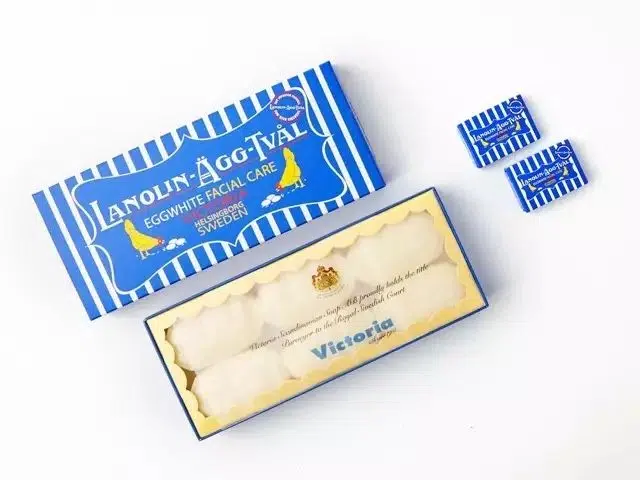 LANOLIN-ÄGG-TVÅL
EGGWHITE FACIAL CARE
HELSINGBORG
SWEDEN
Victoria Scandinavian Soap AB proudly holds the title
Purveyor to the Royal Swedish Court
Victoria
LANOLIN-ÄGG-TVÅL
LANOLIN-ÄGG-TVÅL